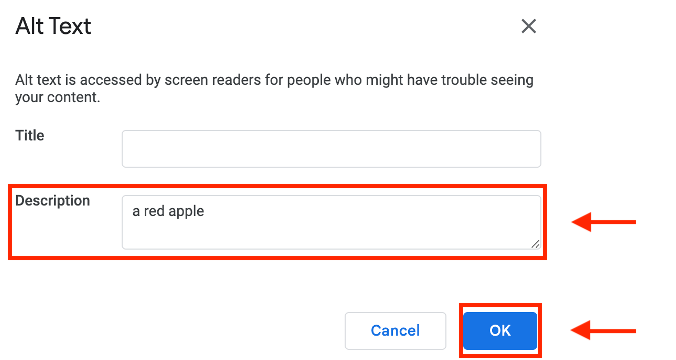 Alt Text
Alt text is accessed by screen readers for people who might have trouble seeing
your content.
Title
Description
a red apple
Cancel
OK